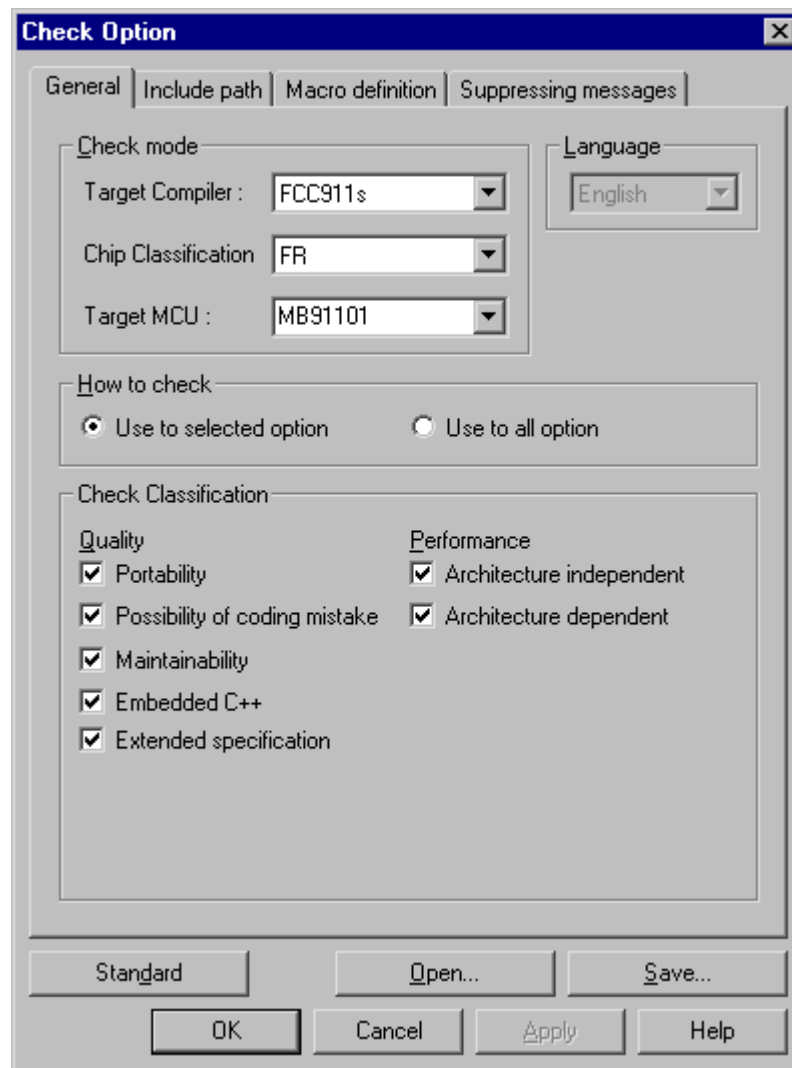 Check Option
General Include path Macro definition Suppressing messages
Check mode
Language
Target Compiler : FCC911s
English
Chip Classification FR
Target MCU : MB91101
How to check
Use to selected option Use to all option
Check Classification
Quality Performance
Portability Architecture independent
Possibility of coding mistake Architecture dependent
Maintainability
Embedded C++
Extended specification
Standard Open... Save...
OK Cancel Apply Help